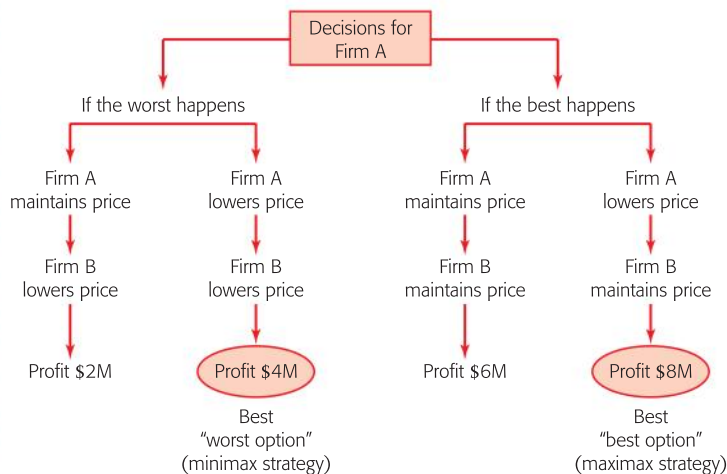 Decisions for
Firm A
If the worst happens
If the best happens
Firm A
maintains price
Firm A
lowers price
Firm A
maintains price
Firm A
lowers price
Firm B
lowers price
Firm B
lowers price
Firm B
maintains price
Firm B
maintains price
Profit $2M
Profit $4M
Profit $6M
Profit $8M
Best
“worst option”
(minimax strategy)
Best
“best option”
(maximax strategy)